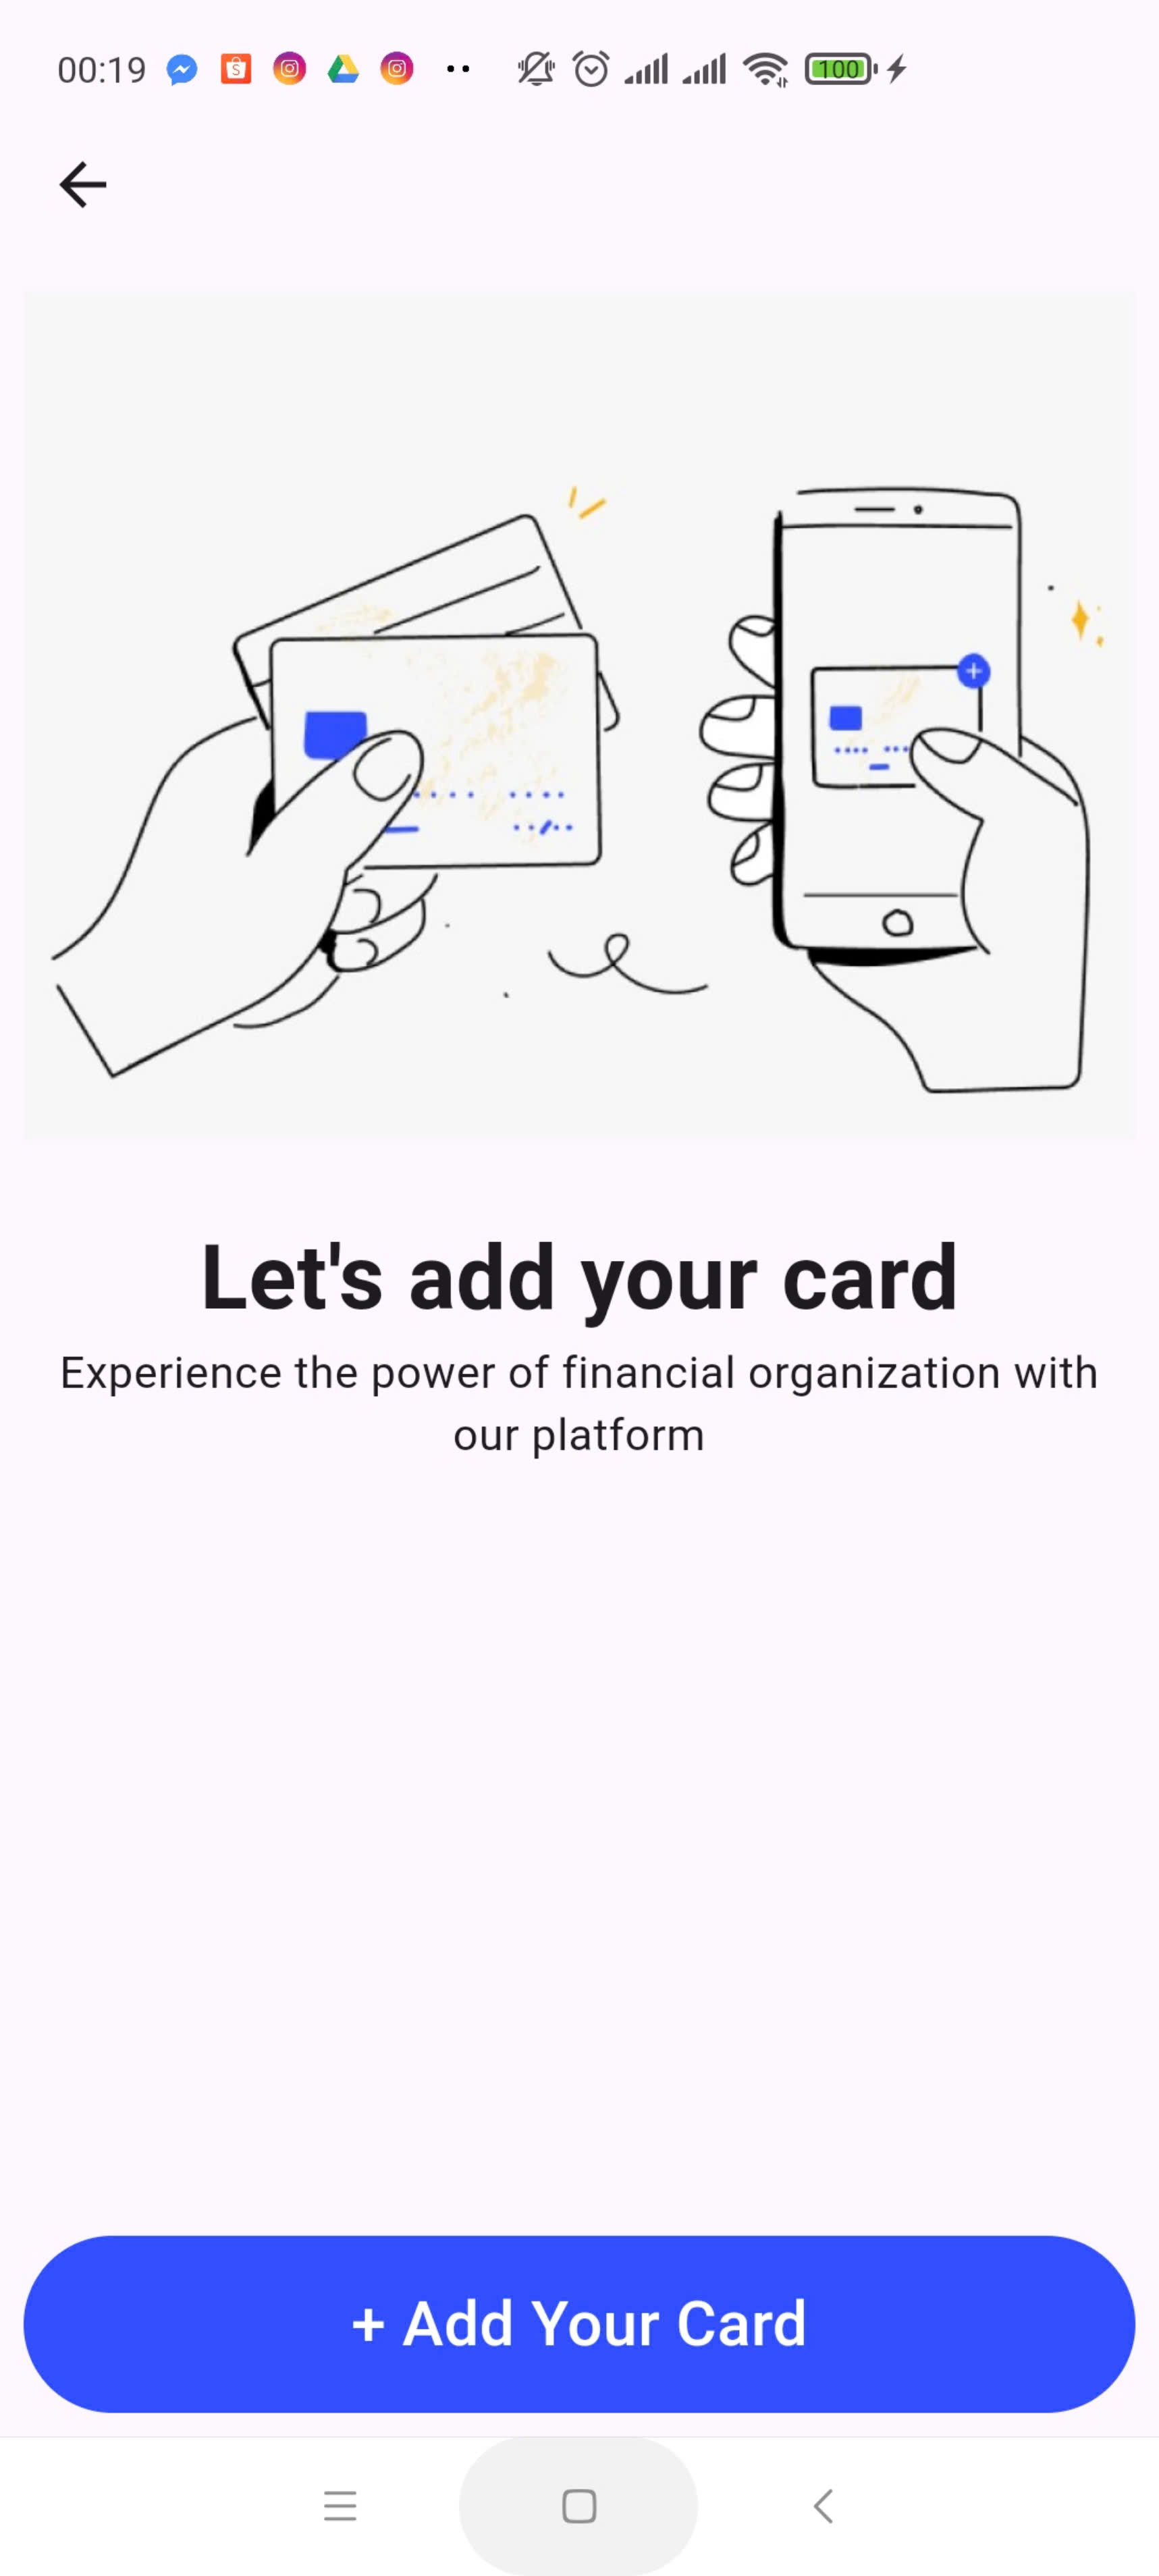 00:19
100
Let's add your card
Experience the power of financial organization with
our platform
+ Add Your Card